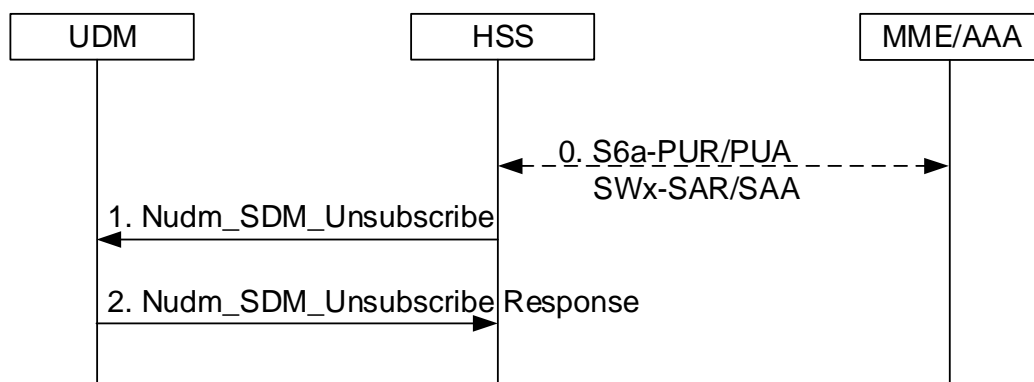 UDM
HSS
MME/AAA
0. S6a-PUR/PUA
SWx-SAR/SAA
1. Nudm_SDM_Unsubscribe
2. Nudm_SDM_Unsubscribe Response